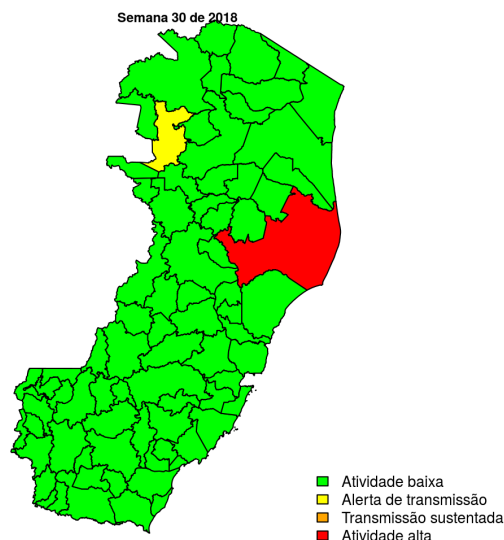 Semana 30 de 2018
Atividade baixa
Alerta de transmissão
Transmissão sustentada
Atividade alta